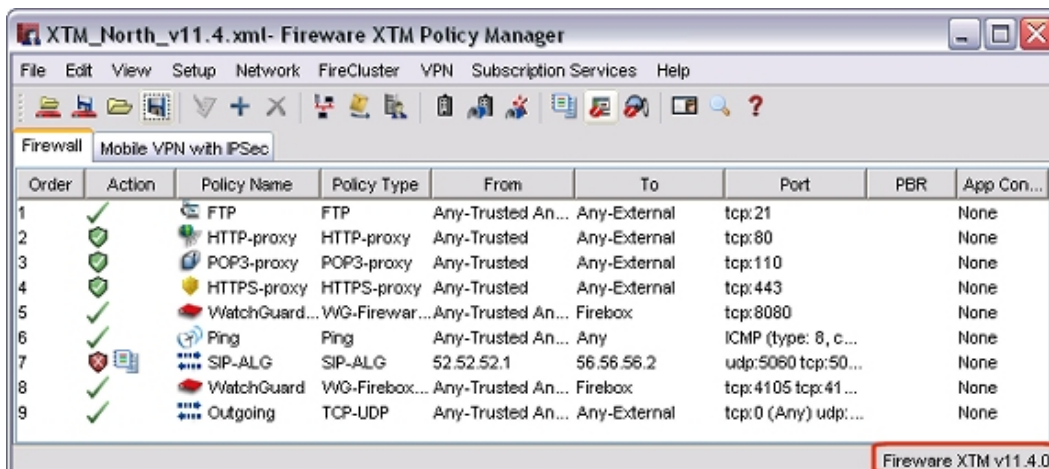 XTM_North_v11.4.xml- Fireware XTM Policy Manager
File Edit View Setup Network FireCluster VPN Subscription Services Help
Firewall Mobile VPN with IPSec
Order Action Policy Name Policy Type From To Port PBR App Con...
1 FTP FTP Any-Trusted An... Any-External tcp:21 None
2 HTTP-proxy HTTP-proxy Any-Trusted Any-External tcp:80 None
3 POP3-proxy POP3-proxy Any-Trusted Any-External tcp:110 None
4 HTTPS-proxy HTTPS-proxy Any-Trusted Any-External tcp:443 None
5 WatchGuard... WG-Firewar... Any-Trusted An... Firebox tcp:8080 None
6 Ping Ping Any-Trusted An... Any ICMP (type: 8, c... None
7 SIP-ALG SIP-ALG 52.52.52.1 56.56.56.2 udp:5060 tcp:50... None
8 WatchGuard WG-Firebox... Any-Trusted An... Firebox tcp:4105 tcp:41... None
9 Outgoing TCP-UDP Any-Trusted An... Any-External tcp:0 (Any) udp:... None
Fireware XTM v11.4.0